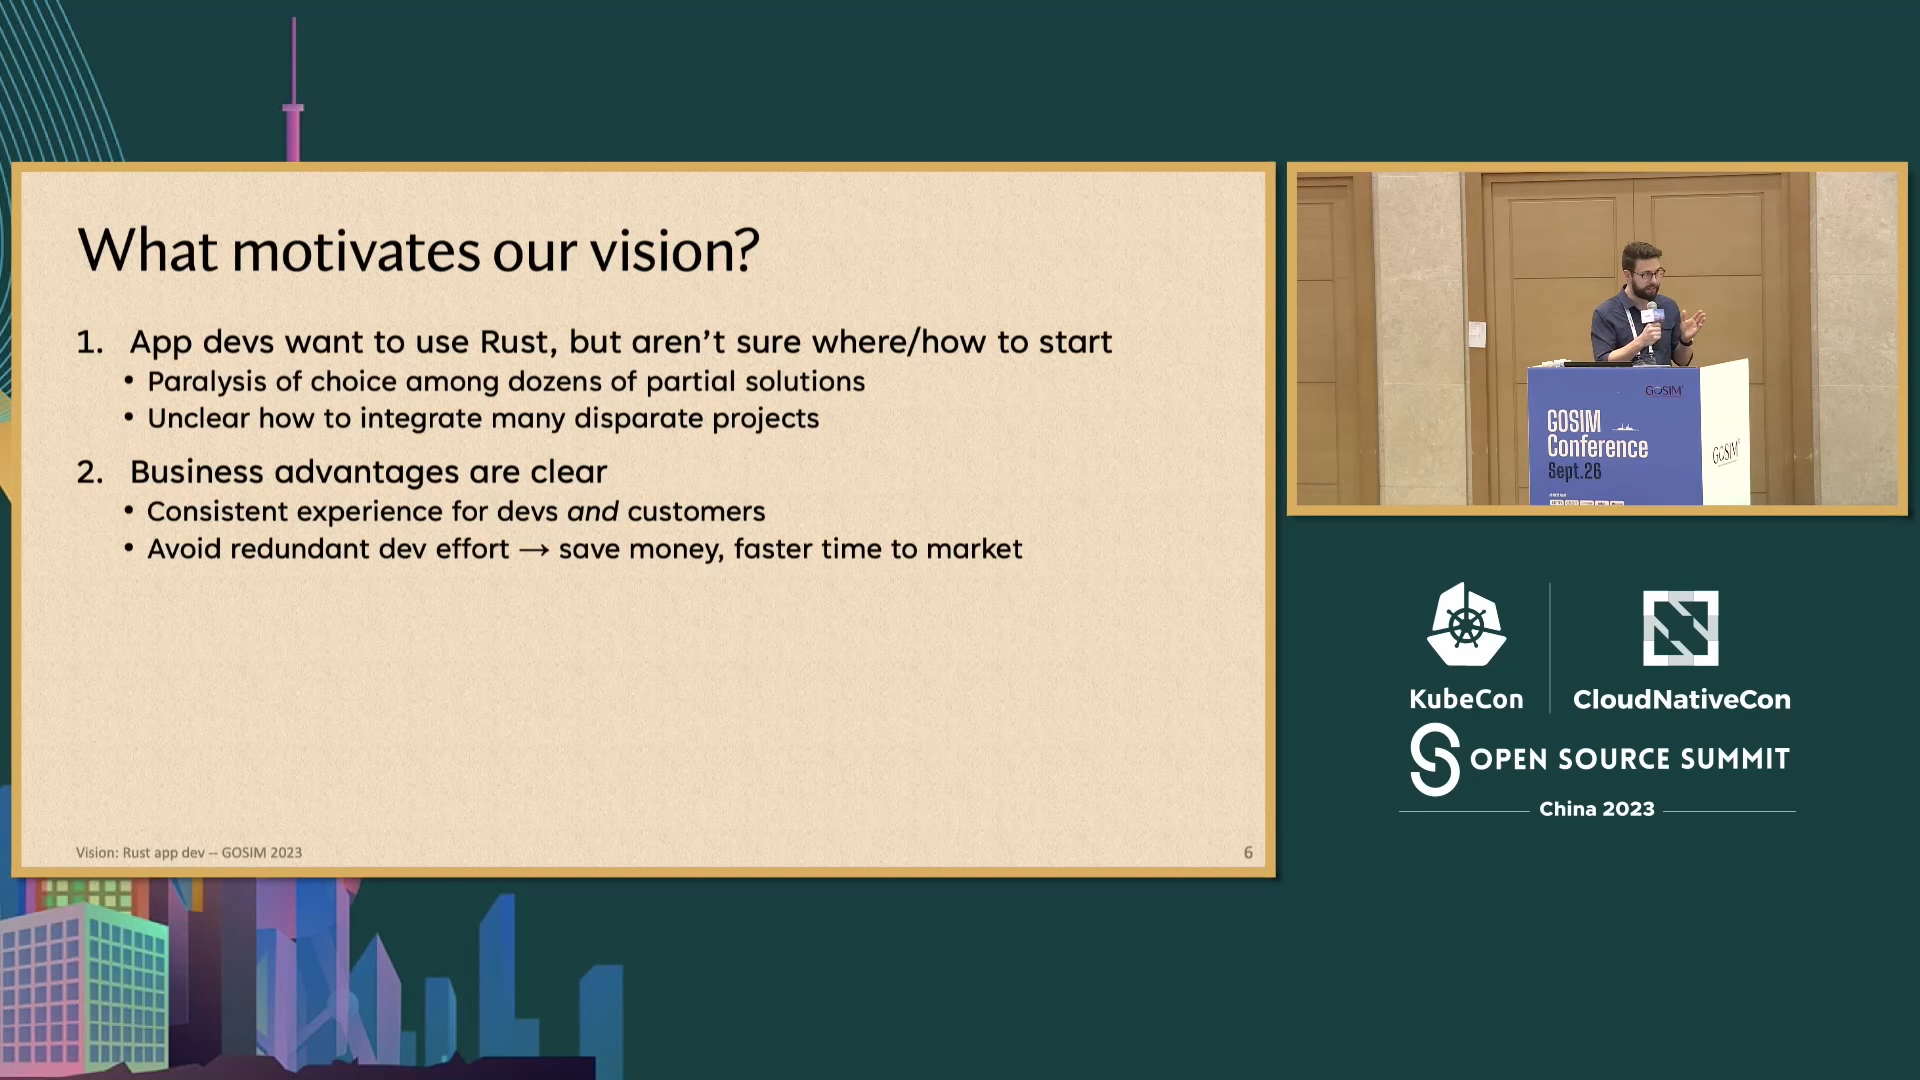 What motivates our vision?
1. App devs want to use Rust, but aren’t sure where/how to start
• Paralysis of choice among dozens of partial solutions
• Unclear how to integrate many disparate projects
2. Business advantages are clear
• Consistent experience for devs and customers
• Avoid redundant dev effort → save money, faster time to market
Vision: Rust app dev -- GOSIM 2023
6
GOSIM
GOSIM
Conference
Sept.26
GOSIM
KubeCon
CloudNativeCon
OPEN SOURCE SUMMIT
China 2023